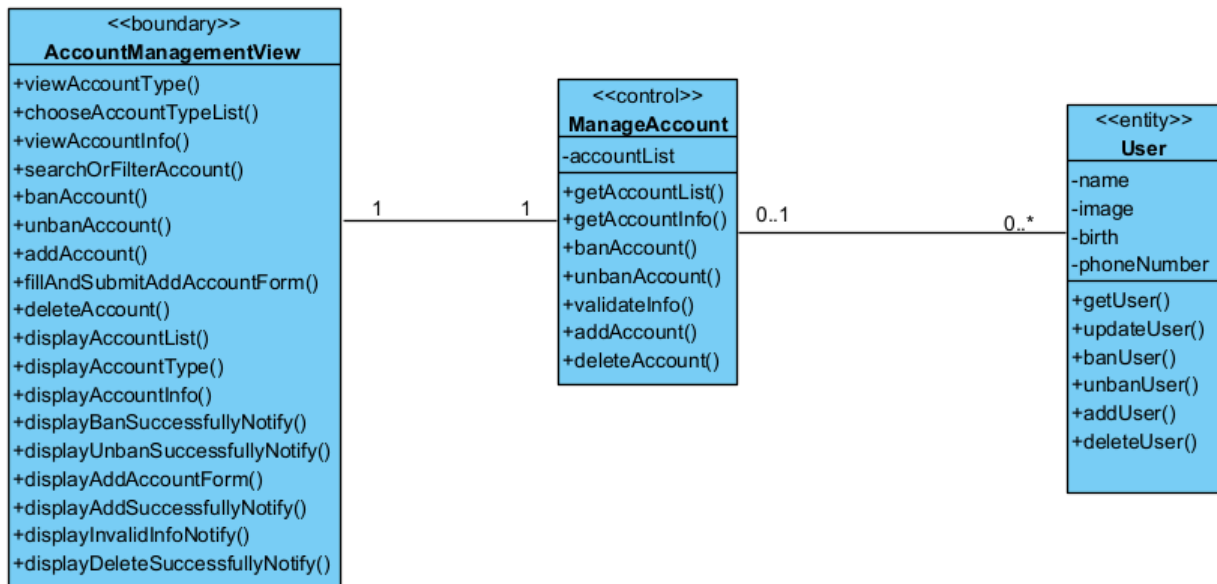 <<boundary>>
AccountManagementView
+viewAccountType()
+chooseAccountTypeList()
+viewAccountInfo()
+searchOrFilterAccount()
+banAccount()
+unbanAccount()
+addAccount()
+fillAndSubmitAddAccountForm()
+deleteAccount()
+displayAccountList()
+displayAccountType()
+displayAccountInfo()
+displayBanSuccessfullyNotify()
+displayUnbanSuccessfullyNotify()
+displayAddAccountForm()
+displayAddSuccessfullyNotify()
+displayInvalidInfoNotify()
+displayDeleteSuccessfullyNotify()
1
1
<<control>>
ManageAccount
-accountList
+getAccountList()
+getAccountInfo()
+banAccount()
+unbanAccount()
+validateInfo()
+addAccount()
+deleteAccount()
0..1
0..*
<<entity>>
User
-name
-image
-birth
-phoneNumber
+getUser()
+updateUser()
+banUser()
+unbanUser()
+addUser()
+deleteUser()